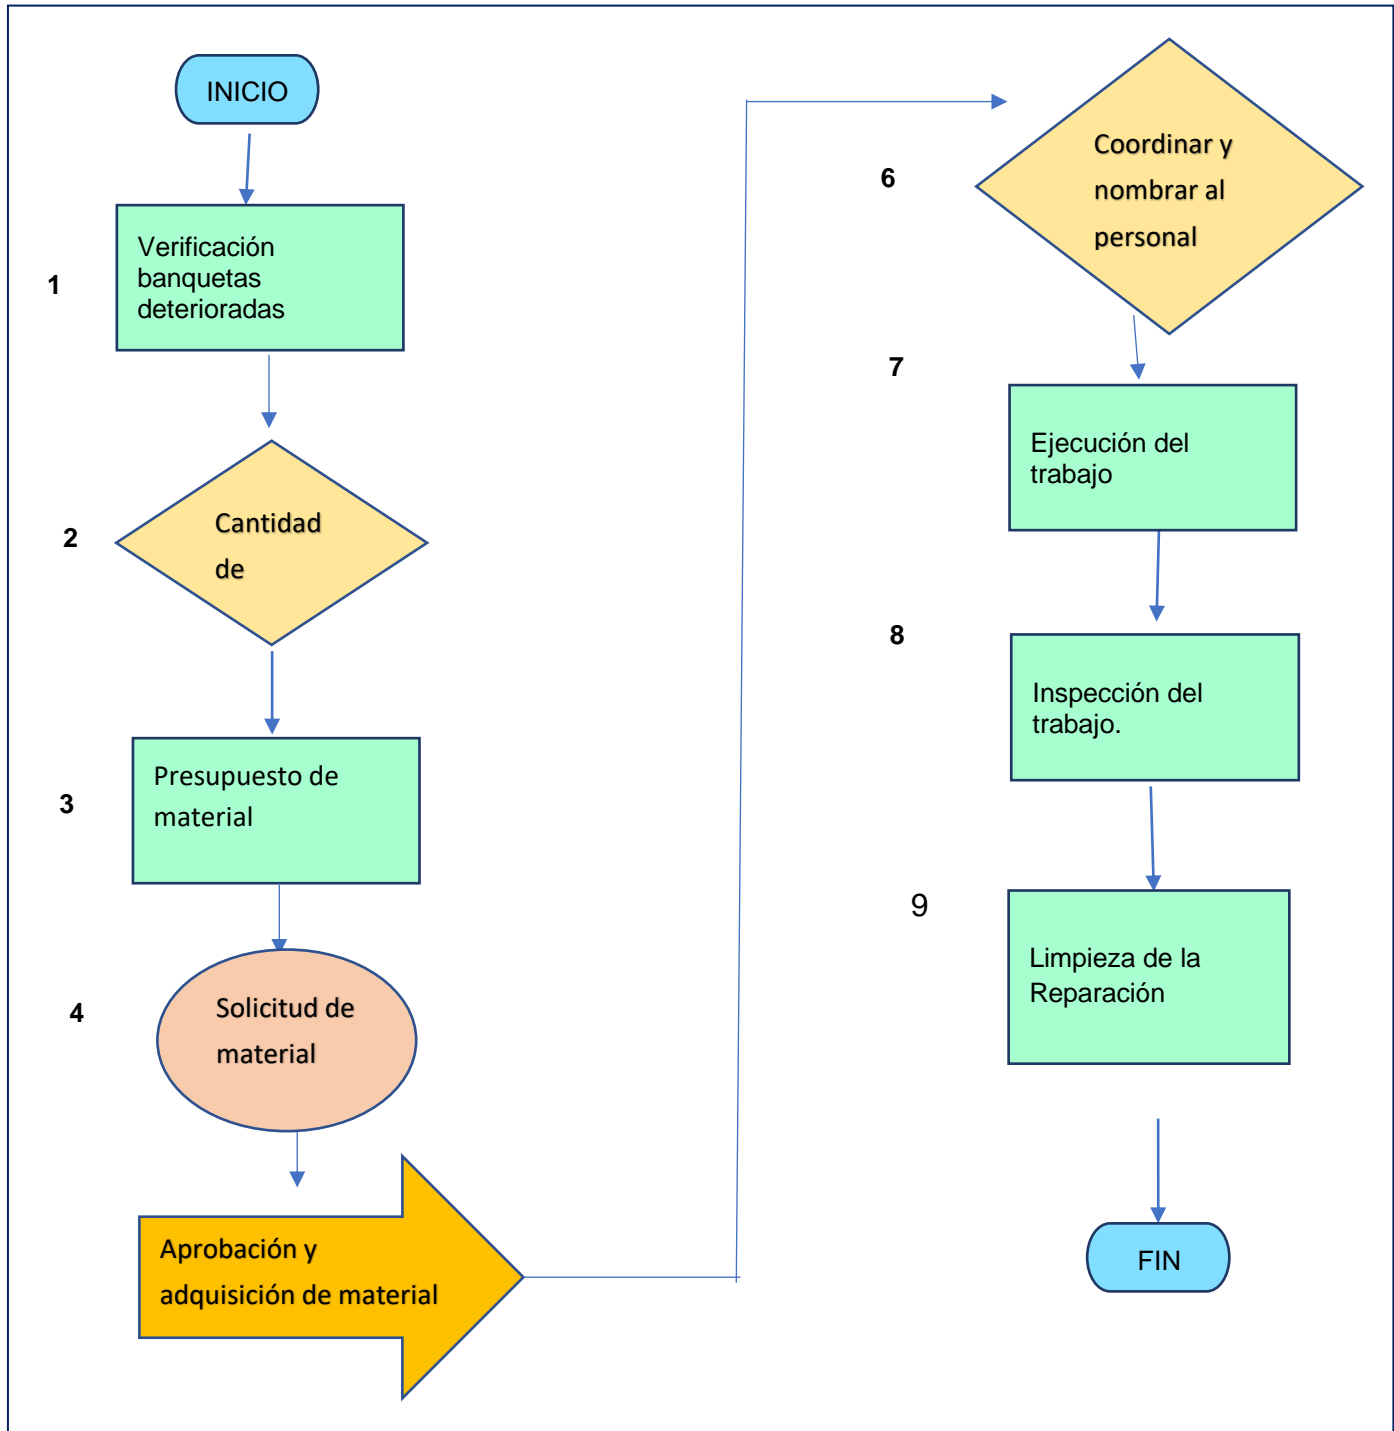 INICIO
1
Verificación
banquetas
deterioradas
2
Cantidad
de
3
Presupuesto de
material
4
Solicitud de
material
Aprobación y
adquisición de material
6
Coordinar y
nombrar al
personal
7
Ejecución del
trabajo
8
Inspección del
trabajo.
9
Limpieza de la
Reparación
FIN